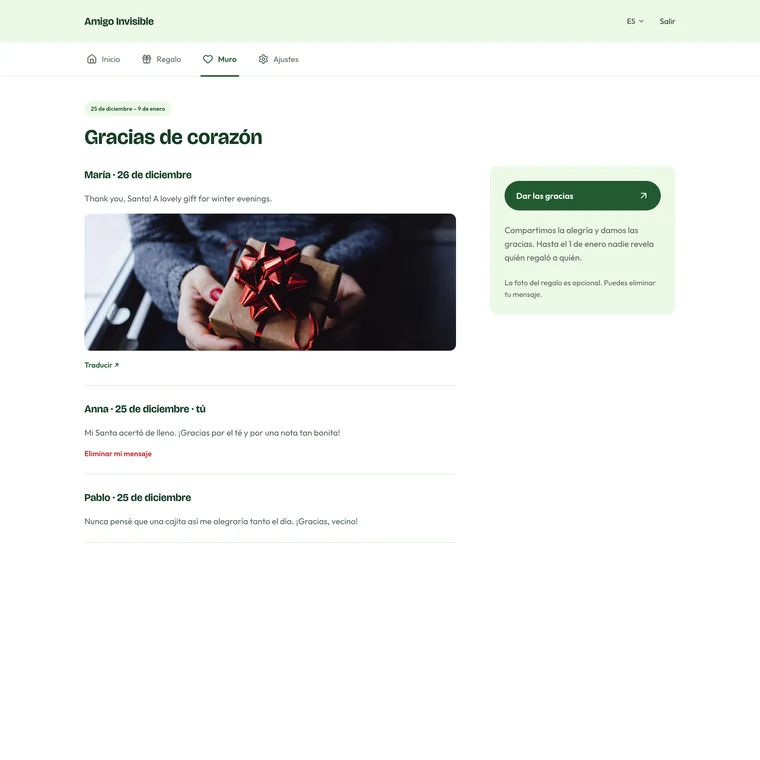 Amigo Invisible
ES
Salir
Inicio
Regalo
Muro
Ajustes
25 de diciembre – 9 de enero
Gracias de corazón
María · 26 de diciembre
Thank you, Santa! A lovely gift for winter evenings.
Traducir ↗
Anna · 25 de diciembre · tú
Mi Santa acertó de lleno. ¡Gracias por el té y por una nota tan bonita!
Eliminar mi mensaje
Pablo · 25 de diciembre
Nunca pensé que una cajita así me alegraría tanto el día. ¡Gracias, vecino!
Dar las gracias
Compartimos la alegría y damos las
gracias. Hasta el 1 de enero nadie revela
quién regaló a quién.
La foto del regalo es opcional. Puedes eliminar
tu mensaje.